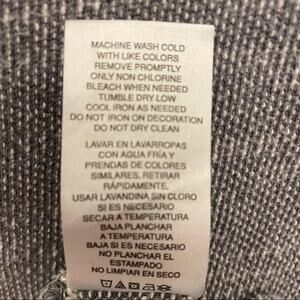 MACHINE WASH COLD
WITH LIKE COLORS
REMOVE PROMPTLY
ONLY NON CHLORINE
BLEACH WHEN NEEDED
TUMBLE DRY LOW
COOL IRON AS NEEDED
DO NOT IRON ON DECORATION
DO NOT DRY CLEAN
LAVAR EN LAVARROPAS
CON AGUA FRÍA Y
PRENDAS DE COLORES
SIMILARES, RETIRAR
RÁPIDAMENTE.
USAR LAVANDINA SIN CLORO
SI ES NECESARIO
SECAR A TEMPERATURA
BAJA PLANCHAR
A TEMPERATURA
BAJA SI ES NECESARIO
NO PLANCHAR EL
ESTAMPADO
NO LIMPIAR EN SECO